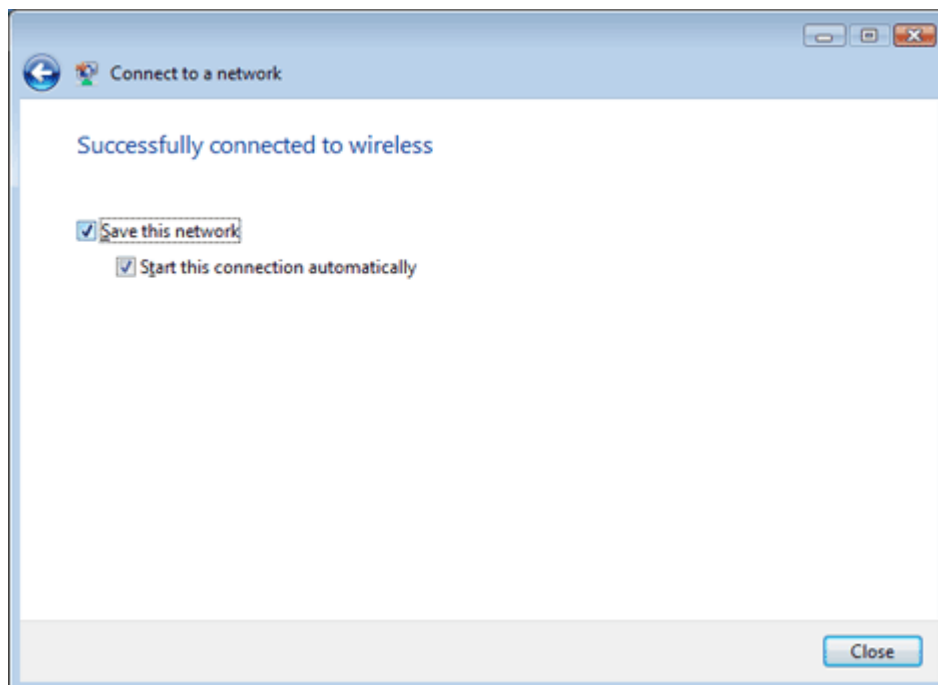 Connect to a network
Successfully connected to wireless
Save this network
Start this connection automatically
Close